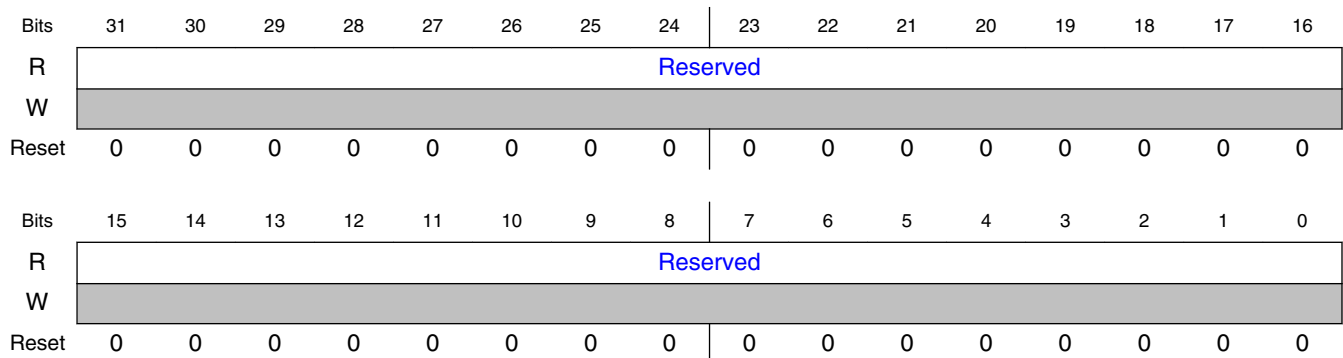 Bits 31 30 29 28 27 26 25 24 23 22 21 20 19 18 17 16
R Reserved
W
Reset 0 0 0 0 0 0 0 0 0 0 0 0 0 0 0 0
Bits 15 14 13 12 11 10 9 8 7 6 5 4 3 2 1 0
R Reserved
W
Reset 0 0 0 0 0 0 0 0 0 0 0 0 0 0 0 0